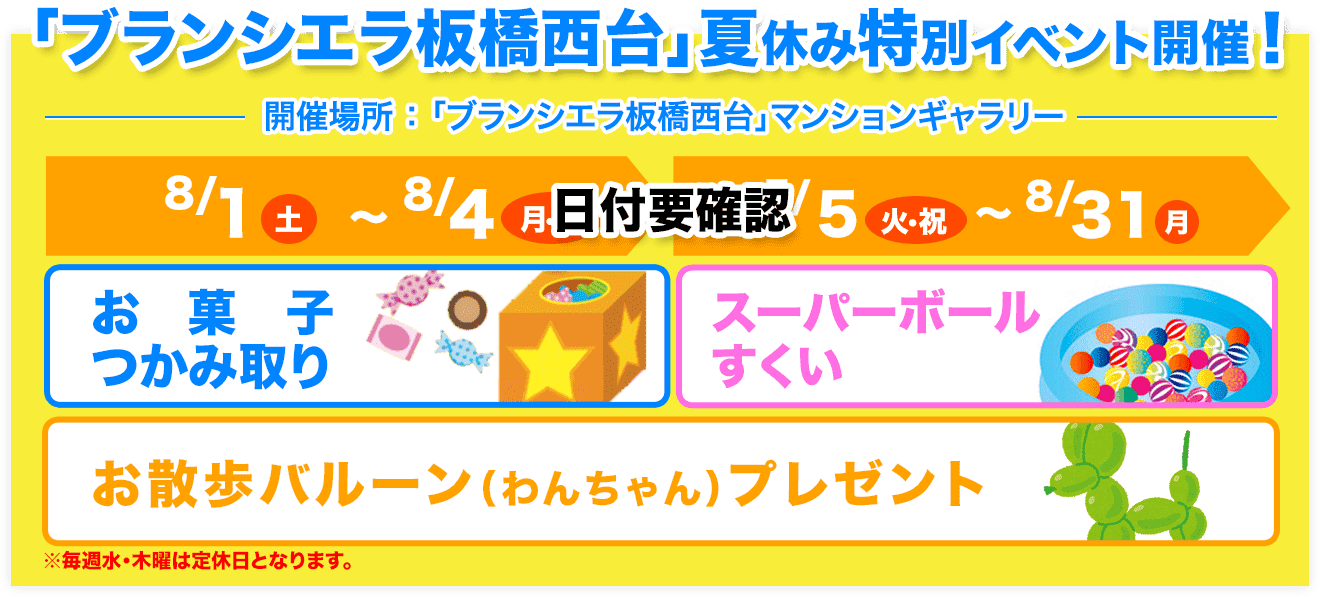 「ブランシエラ板橋西台」夏休み特別イベント開催！
開催場所：「ブランシエラ板橋西台」マンションギャラリー
8/1 土 ～ 8/4 月・
日付要確認
/5 火・祝 ～ 8/31 月
お菓子
つかみ取り
スーパーボール
すくい
お散歩バルーン（わんちゃん）プレゼント
※毎週水・木曜は定休日となります。